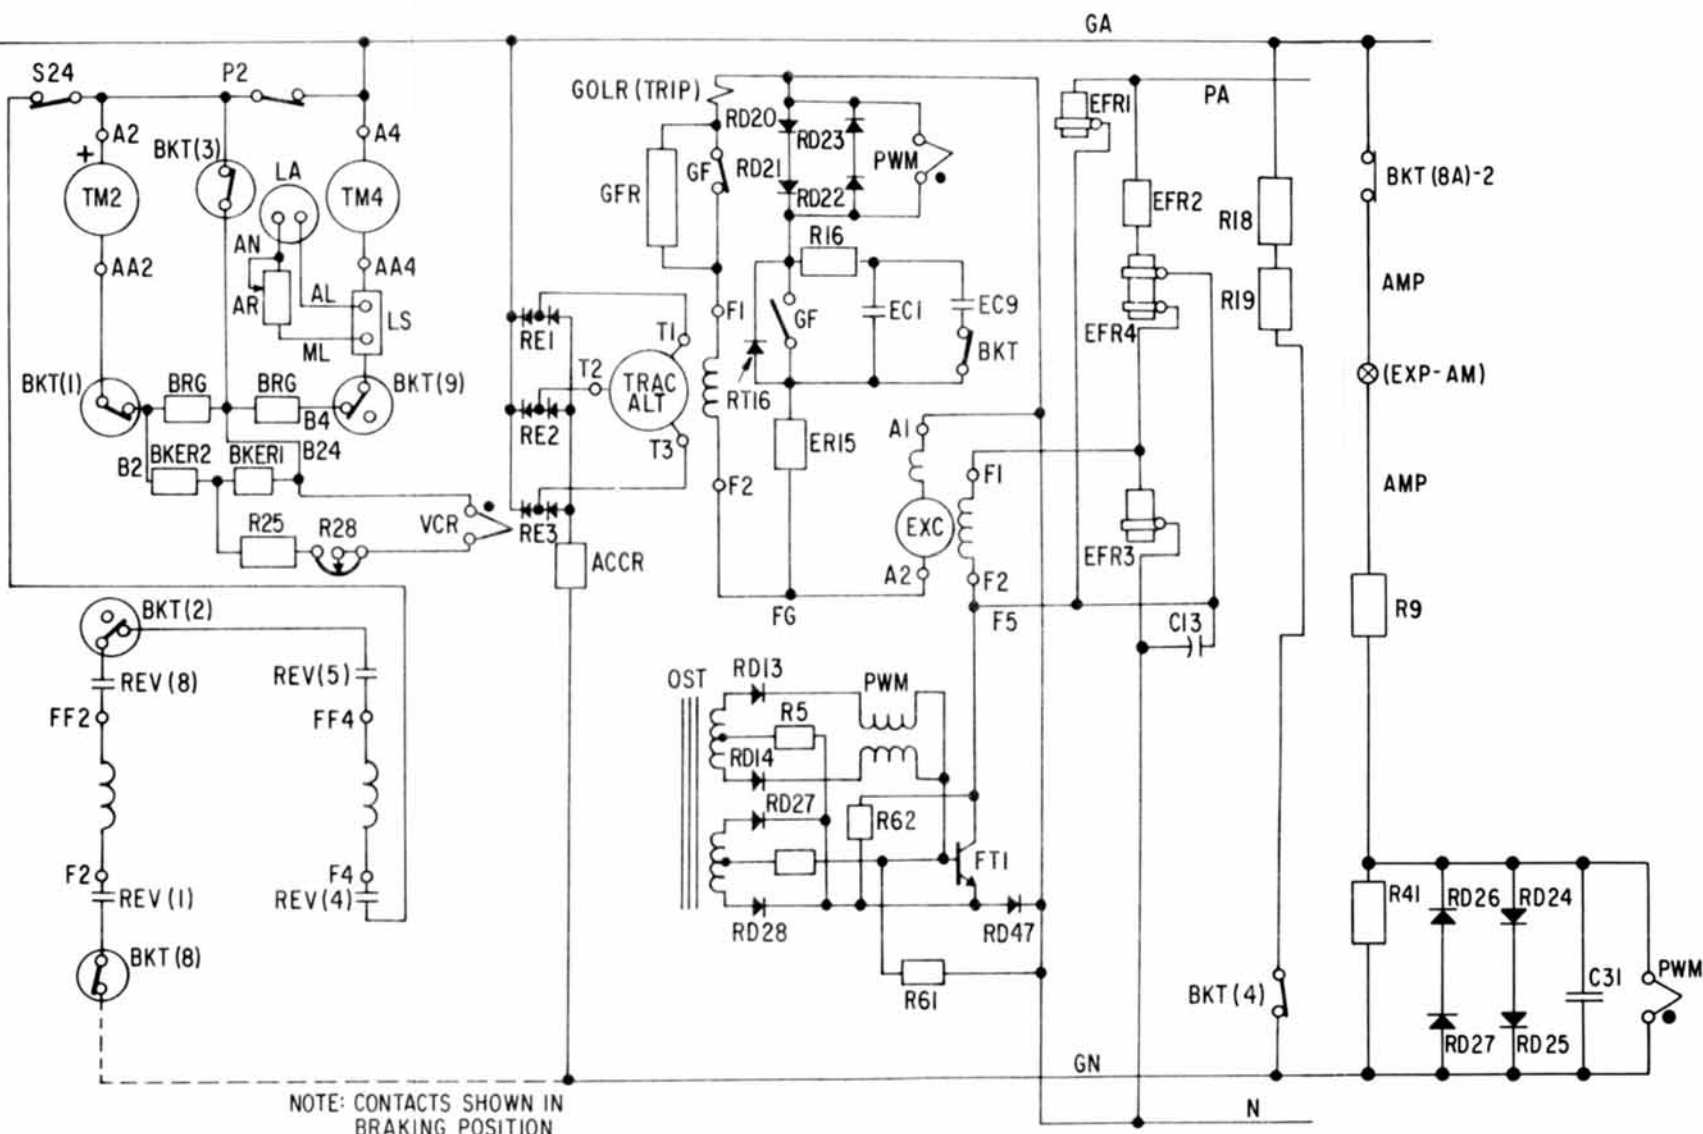 GA
S24
P2
GOLR (TRIP)
EFR1
PA
A2
A4
+
BKT(3)
LA
TM2
TM4
RD20
RD23
GF
RD21
PWM
RD22
GFR
EFR2
R18
BKT (8A)-2
AN
AA2
AA4
AR
AL
LS
ML
R16
R19
AMP
EFR4
F1
GF
EC1
EC9
BKT
RE1
T1
T2
TRAC
ALT
RT16
BKT(1)
BRG
BRG
BKT(9)
B4
(EXP-AM)
RE2
T3
A1
ER15
B2
BKER2
BKER1
B24
F2
F1
AMP
R25
R28
VCR
RE3
EXC
EFR3
ACCR
A2
F2
BKT(2)
FG
F5
C13
R9
REV (8)
REV(5)
FF2
FF4
OST
RD13
PWM
R5
RD14
RD27
R62
F2
F4
FT1
REV(1)
REV(4)
RD28
RD47
R41
RD26
RD24
BKT (8)
R61
BKT (4)
C31
PWM
RD27
RD25
GN
NOTE: CONTACTS SHOWN IN
BRAKING POSITION
N